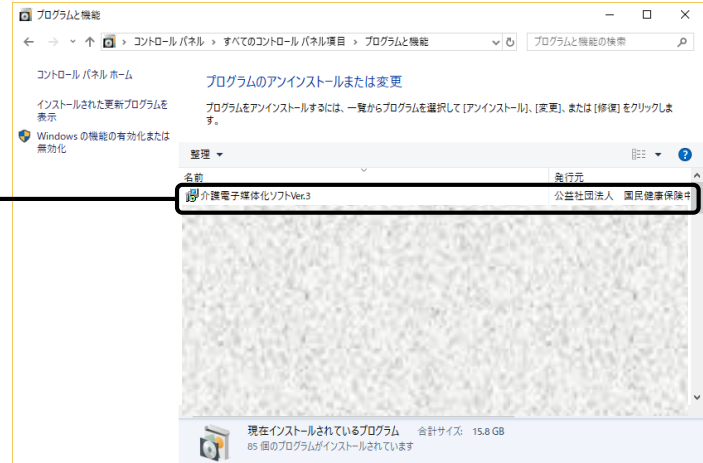 プログラムと機能
コントロール パネル › すべてのコントロール パネル項目 › プログラムと機能
プログラムと機能の検索
コントロール パネル ホーム
インストールされた更新プログラムを
表示
Windows の機能の有効化または
無効化
プログラムのアンインストールまたは変更
プログラムをアンインストールするには、一覧からプログラムを選択して [アンインストール]、[変更]、または [修復] をクリックしま
す。
整理
名前 発行元
介護電子媒体化ソフトVer.3 公益社団法人 国民健康保険中
現在インストールされているプログラム 合計サイズ: 15.8 GB
85 個のプログラムがインストールされています